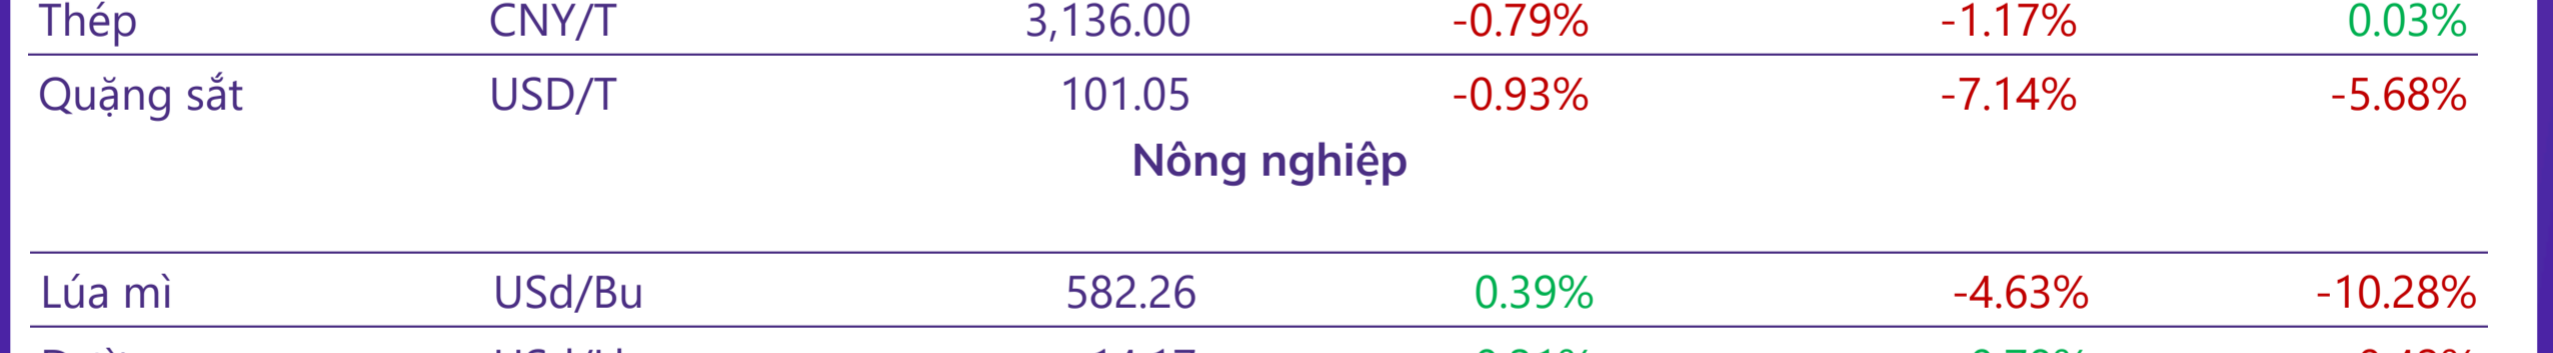 Thép CNY/T 3,136.00 -0.79% -1.17% 0.03%
Quặng sắt USD/T 101.05 -0.93% -7.14% -5.68%
Nông nghiệp
Lúa mì USd/Bu 582.26 0.39% -4.63% -10.28%